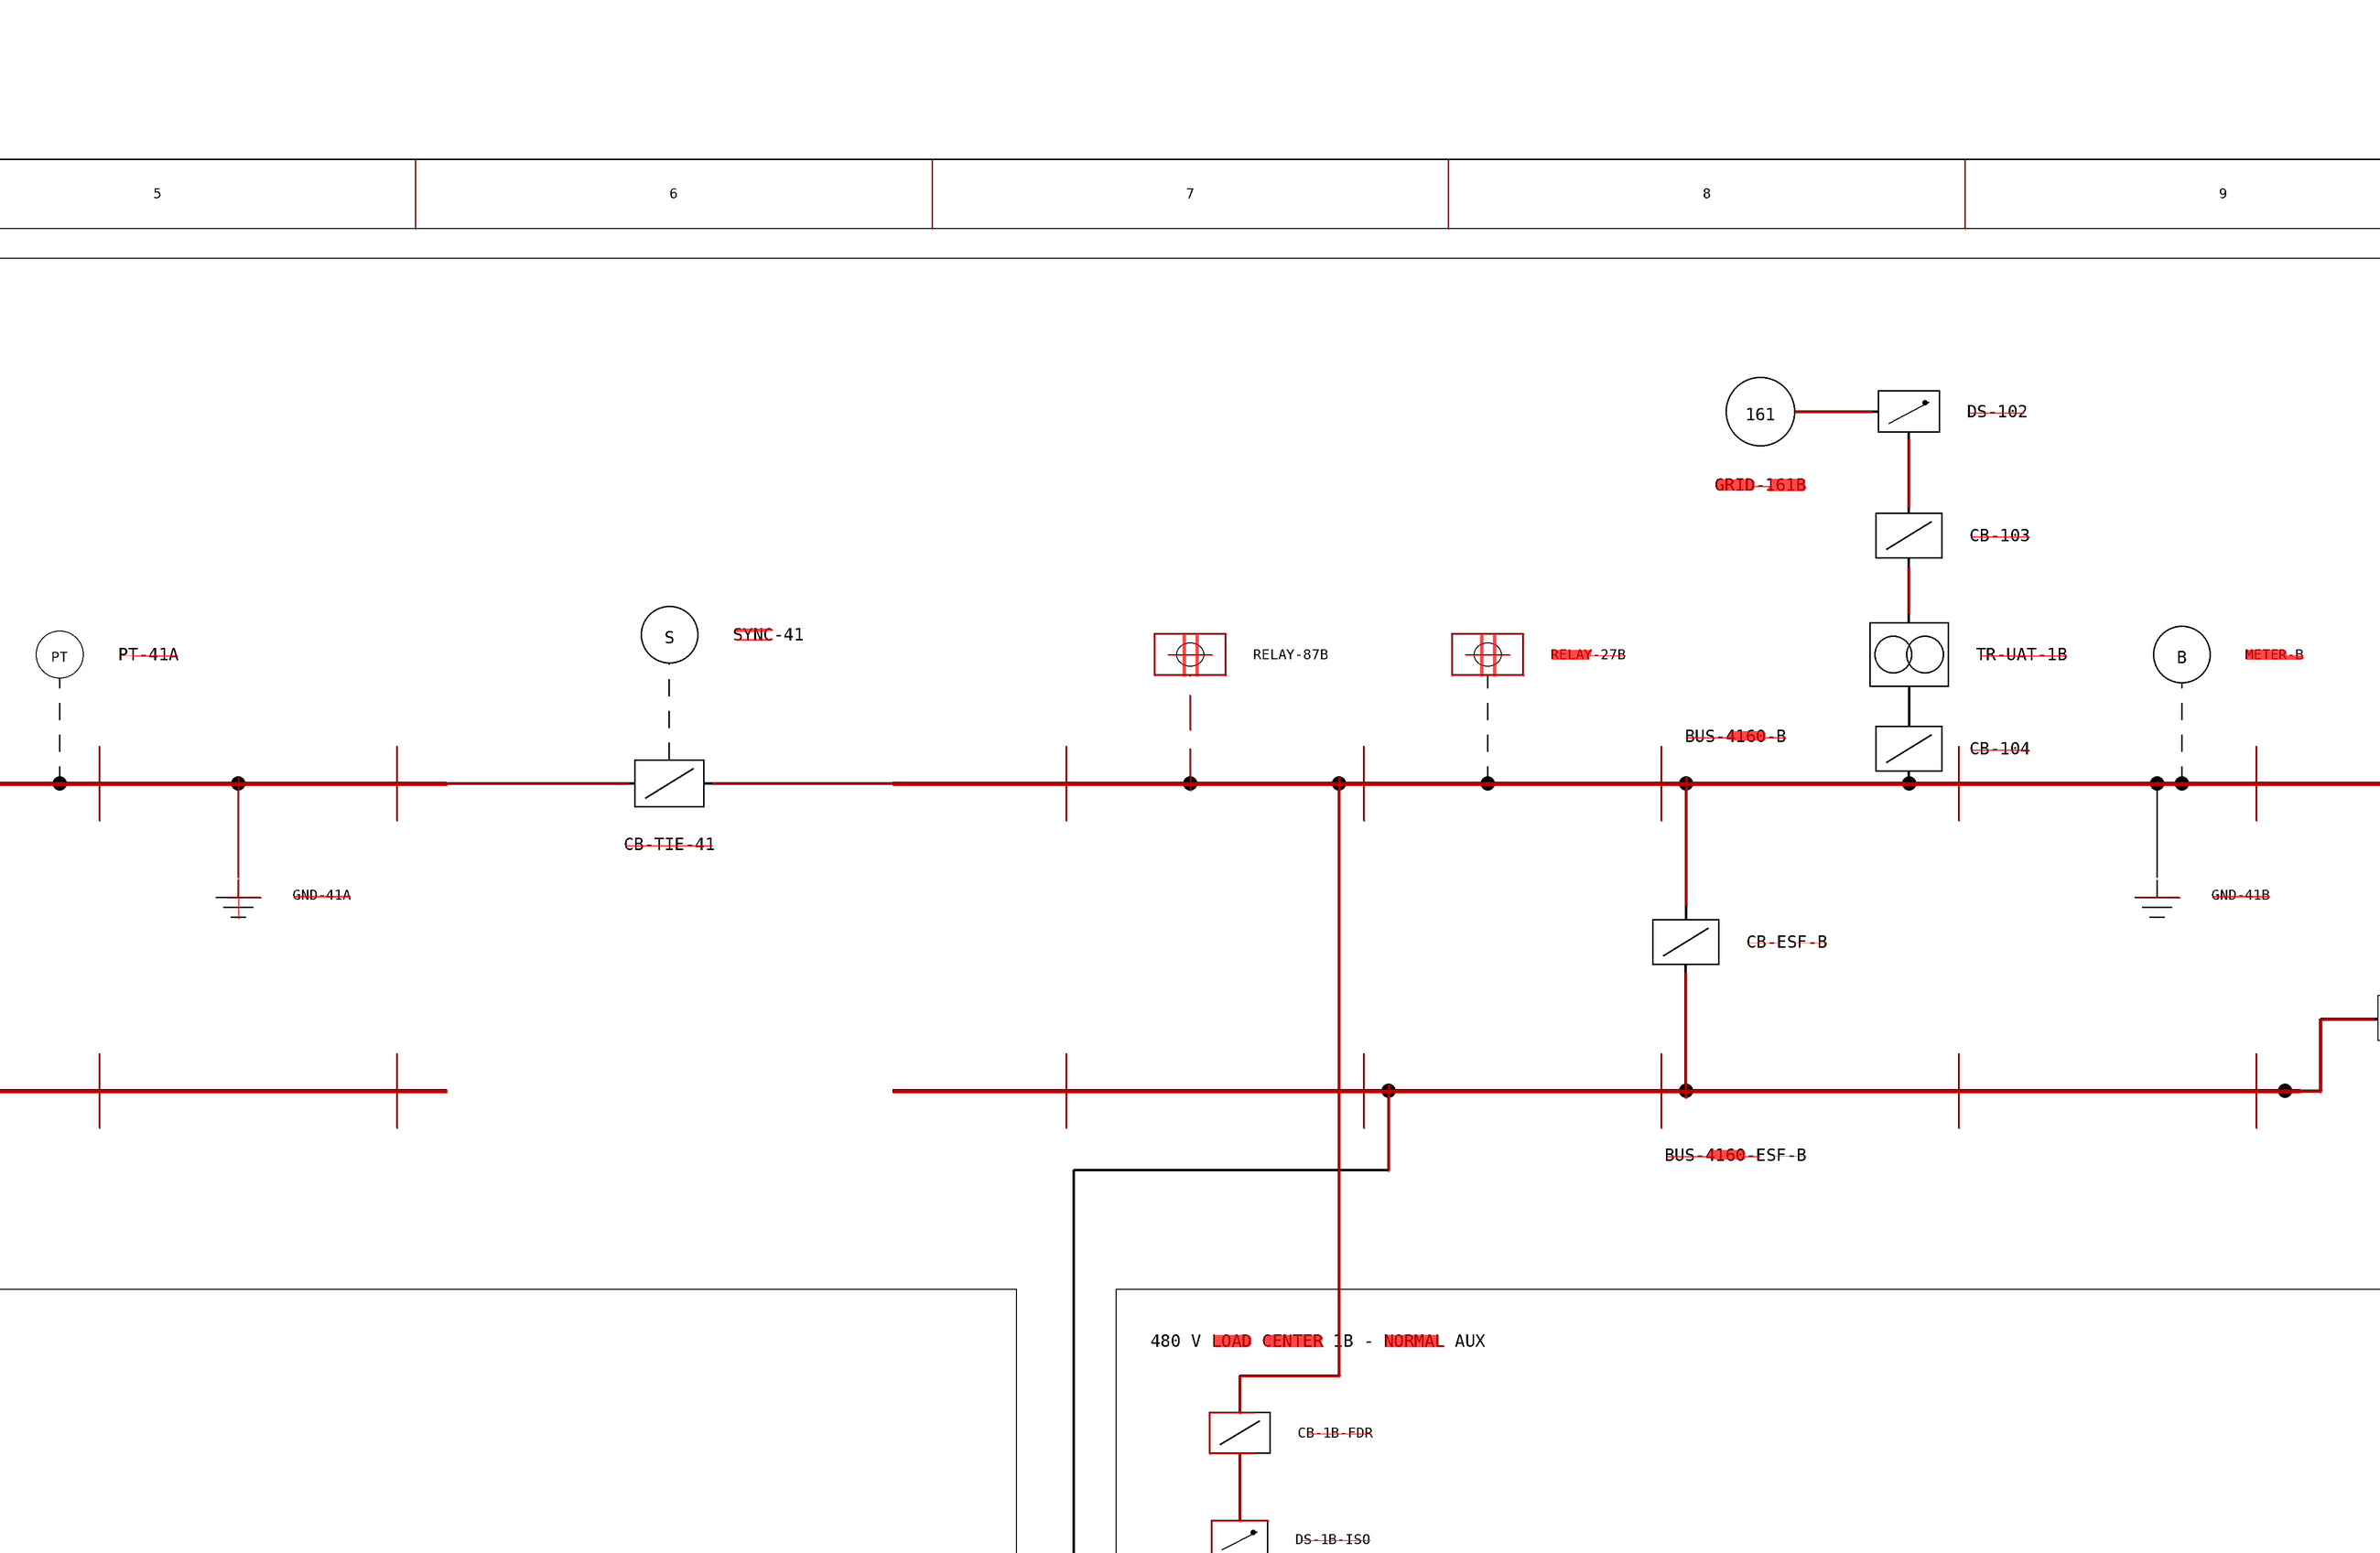 5 6 7 8 9
161 DS-102
GRID-161B
CB-103
S SYNC-41
PT PT-41A RELAY-87B RELAY-27B TR-UAT-1B B METER-B
BUS-4160-B CB-104
CB-TIE-41
GND-41A GND-41B
CB-ESF-B
BUS-4160-ESF-B
480 V LOAD CENTER 1B - NORMAL AUX
CB-1B-FDR
DS-1B-ISO